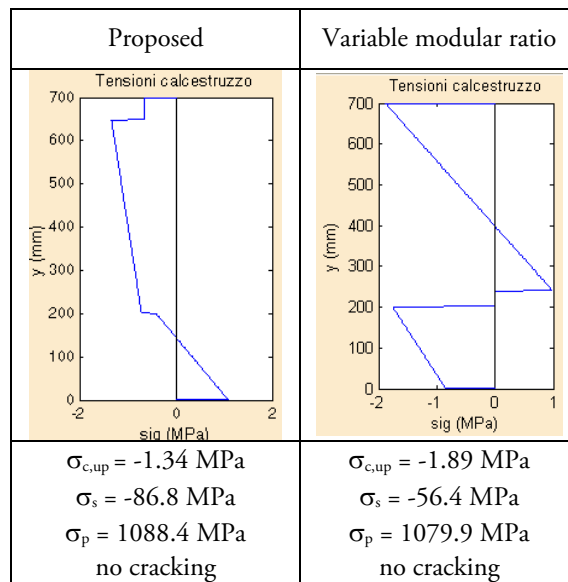 Proposed
Variable modular ratio
Tensioni calcestruzzo
700
600
500
400
300
200
100
0
y (mm)
-2
0
2
sig (MPa)
Tensioni calcestruzzo
700
600
500
400
300
200
100
0
y (mm)
-2
-1
0
1
sig (MPa)
σc,up = -1.34 MPa
σs = -86.8 MPa
σp = 1088.4 MPa
no cracking
σc,up = -1.89 MPa
σs = -56.4 MPa
σp = 1079.9 MPa
no cracking